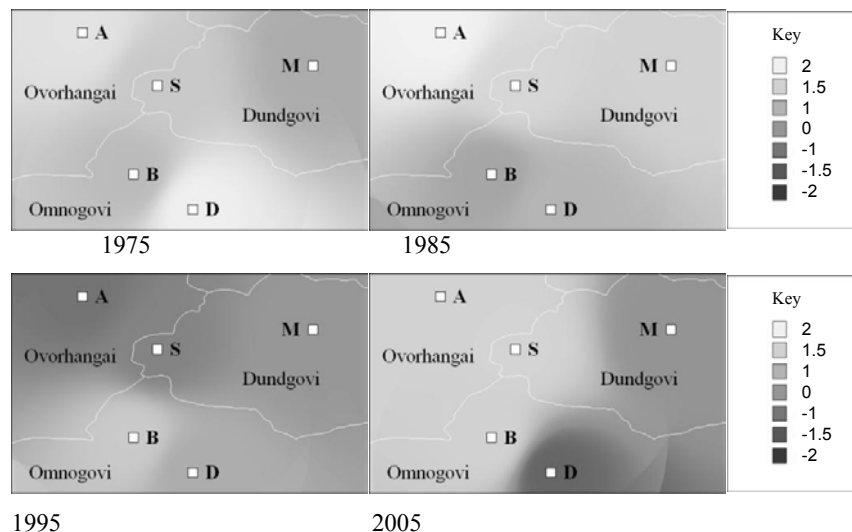 A
S
M
Ovorhangai
Dundgovi
B
Omnogovi
D
1975
A
S
M
Ovorhangai
Dundgovi
B
Omnogovi
D
1985
Key
2
1.5
1
0
-1
-1.5
-2
A
S
M
Ovorhangai
Dundgovi
B
Omnogovi
D
1995
A
S
M
Ovorhangai
Dundgovi
B
Omnogovi
D
2005
Key
2
1.5
1
0
-1
-1.5
-2